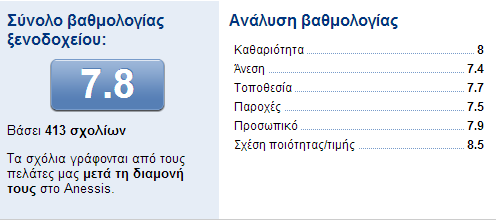 Σύνολο βαθμολογίας
ξενοδοχείου:
7.8
Βάσει 413 σχολίων
Τα σχόλια γράφονται από τους
πελάτες μας μετά τη διαμονή
τους στο Anessis.
Ανάλυση βαθμολογίας
Καθαριότητα 8
Άνεση 7.4
Τοποθεσία 7.7
Παροχές 7.5
Προσωπικό 7.9
Σχέση ποιότητας/τιμής 8.5